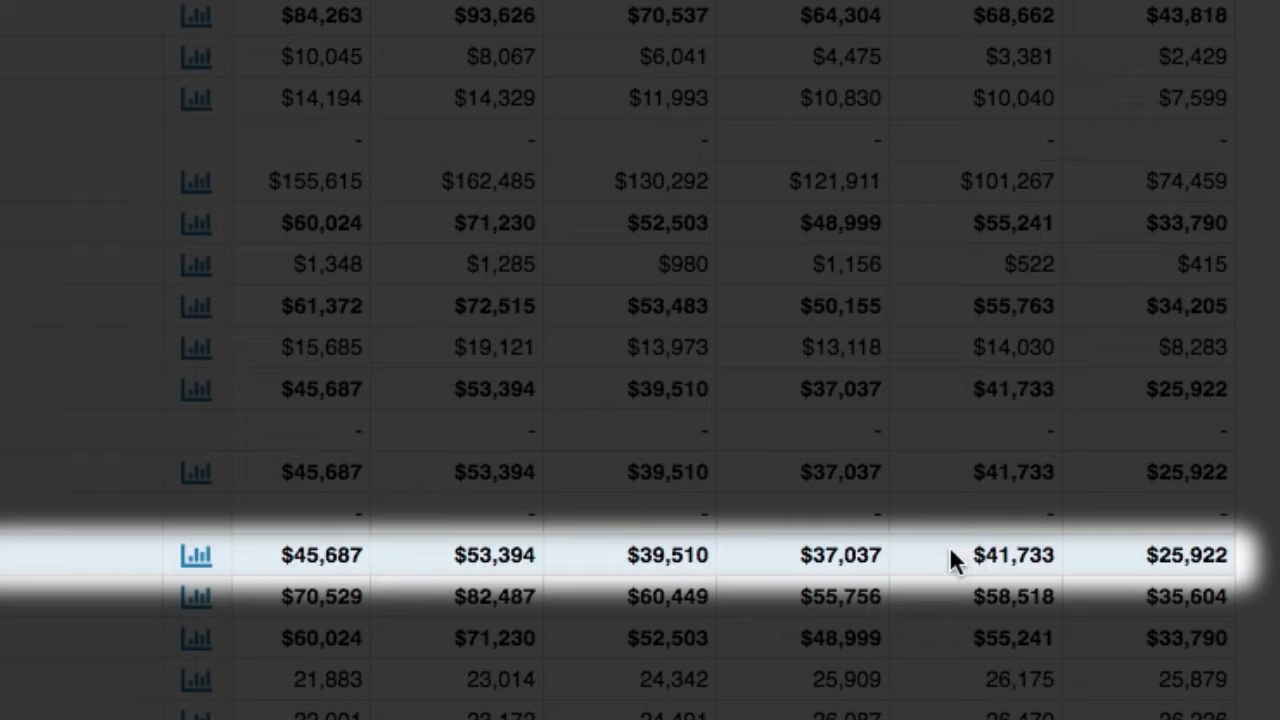 $84,263 $93,626 $70,537 $64,304 $68,662 $43,818
$10,045 $8,067 $6,041 $4,475 $3,381 $2,429
$14,194 $14,329 $11,993 $10,830 $10,040 $7,599
- - - - - -
$155,615 $162,485 $130,292 $121,911 $101,267 $74,459
$60,024 $71,230 $52,503 $48,999 $55,241 $33,790
$1,348 $1,285 $980 $1,156 $522 $415
$61,372 $72,515 $53,483 $50,155 $55,763 $34,205
$15,685 $19,121 $13,973 $13,118 $14,030 $8,283
$45,687 $53,394 $39,510 $37,037 $41,733 $25,922
- - - - - -
$45,687 $53,394 $39,510 $37,037 $41,733 $25,922
- - - - - -
$45,687 $53,394 $39,510 $37,037 $41,733 $25,922
$70,529 $82,487 $60,449 $55,756 $58,518 $35,604
$60,024 $71,230 $52,503 $48,999 $55,241 $33,790
21,883 23,014 24,342 25,909 26,175 25,879